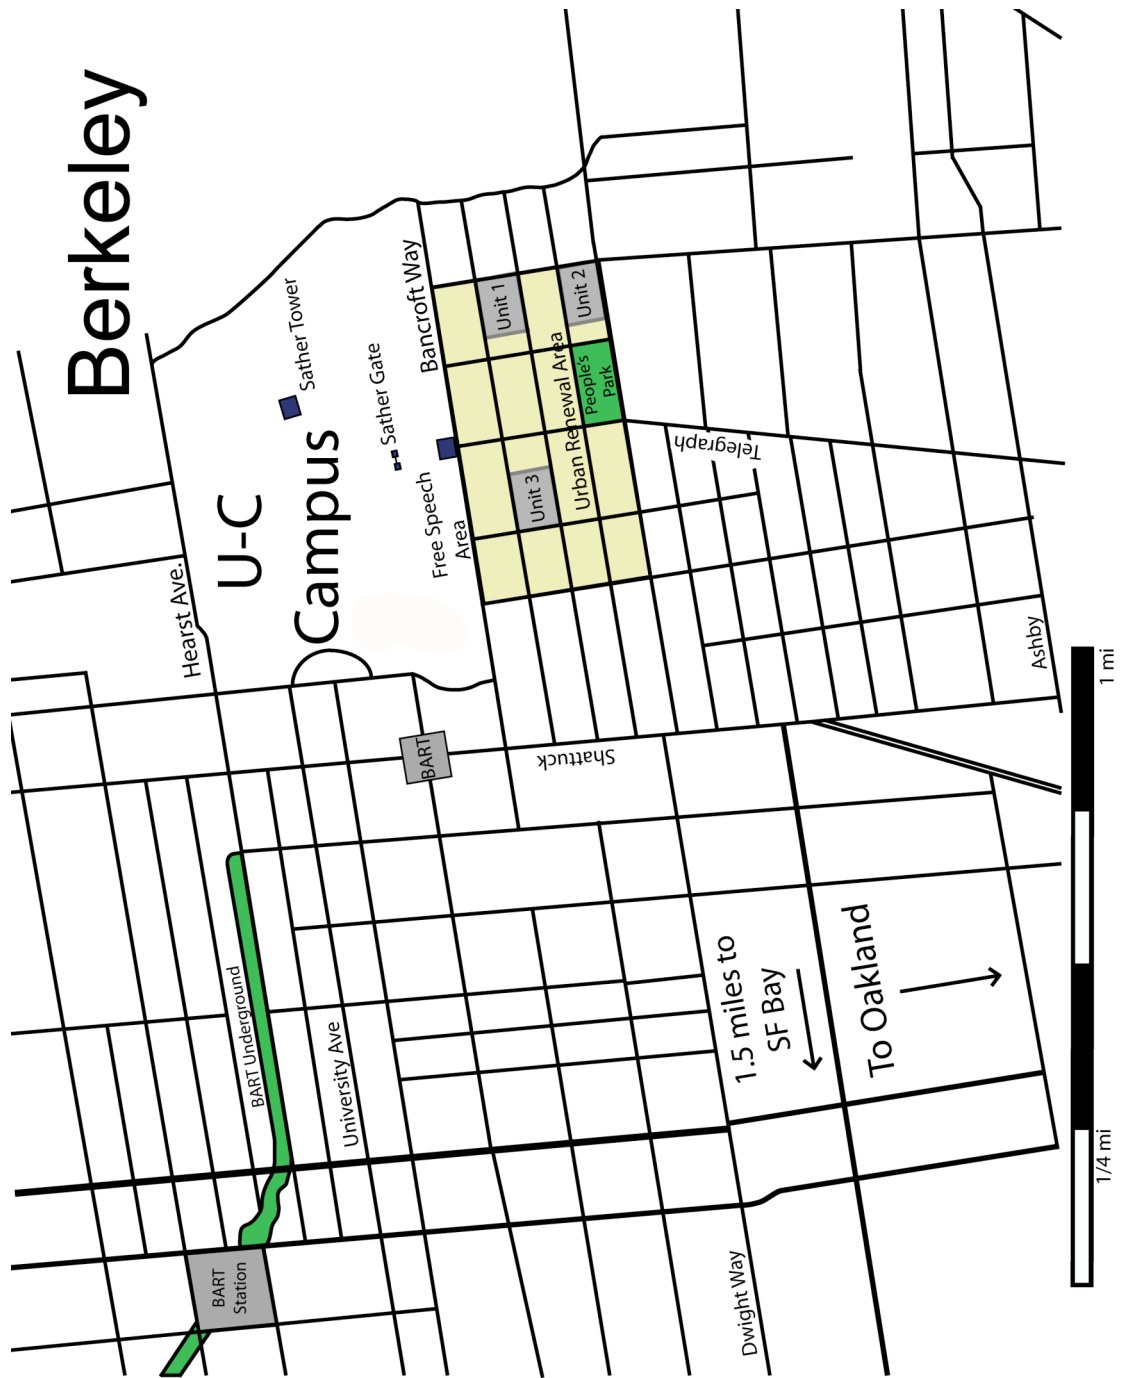 Berkeley
Sather Tower
Sather Gate
Bancroft Way
U-C
Campus
Free Speech
Area
Hearst Ave.
Unit 1
Unit 2
Unit 3
Urban Renewal Area
People's
Park
Telegraph
Shattuck
Ashby
BART
BART Underground
University Ave
BART
Station
1.5 miles to
SF Bay
To Oakland
Dwight Way
1/4 mi
1 mi